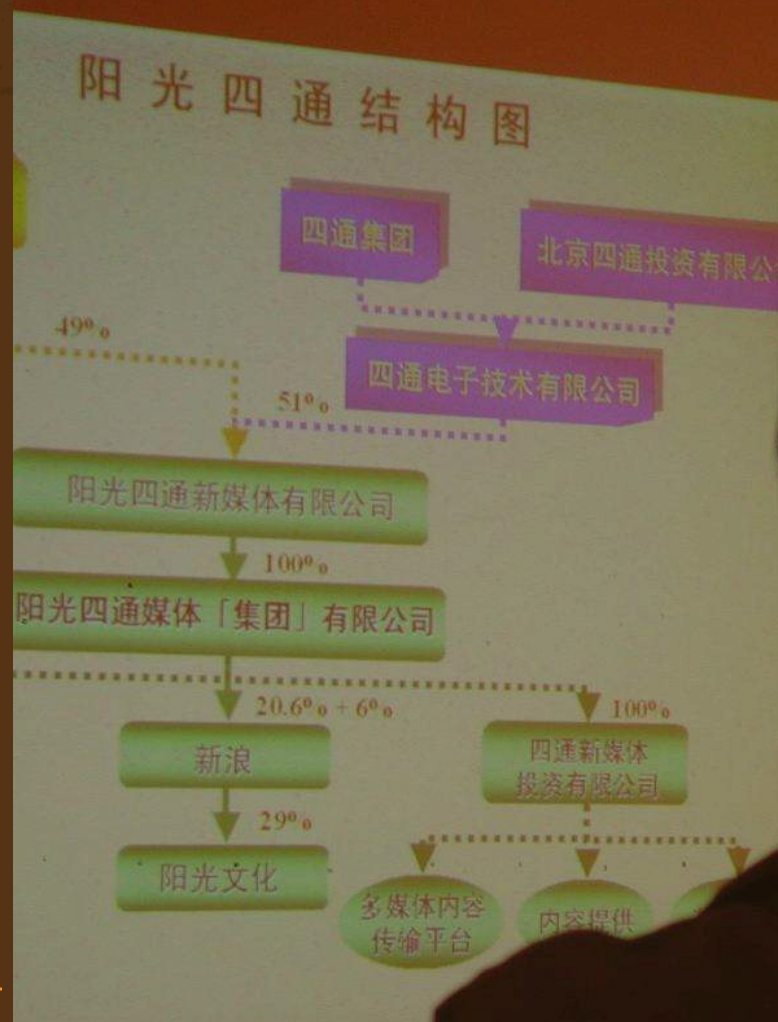 阳光四通结构图
四通集团
北京四通投资有限公
49%
四通电子技术有限公司
51%
阳光四通新媒体有限公司
100%
阳光四通媒体「集团」有限公司
20.6% + 6%
100%
新浪
四通新媒体
投资有限公司
29%
阳光文化
多媒体内容
传输平台
内容提供